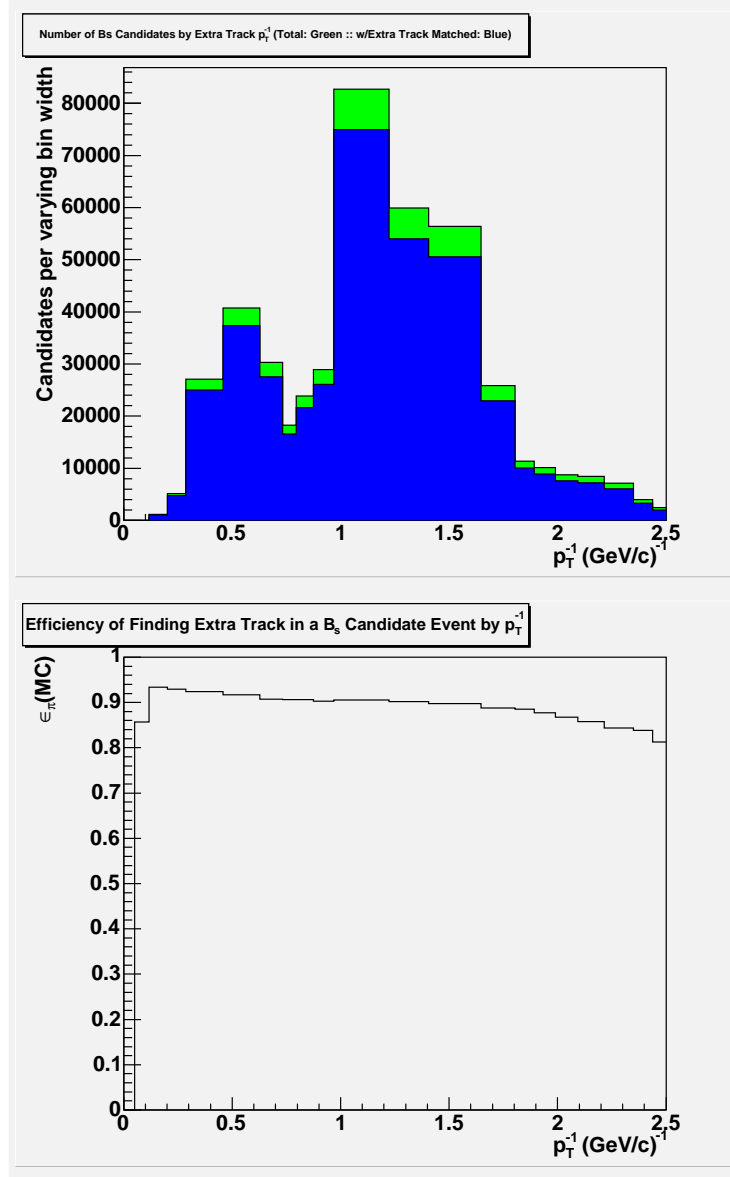 Number of Bs Candidates by Extra Track p_T^-1 (Total: Green :: w/Extra Track Matched: Blue)
Candidates per varying bin width
80000
70000
60000
50000
40000
30000
20000
10000
0
0 0.5 1 1.5 2 2.5
p_T^-1 (GeV/c)^-1
Efficiency of Finding Extra Track in a B_s Candidate Event by p_T^-1
∈_π(MC)
1
0.9
0.8
0.7
0.6
0.5
0.4
0.3
0.2
0.1
0
0 0.5 1 1.5 2 2.5
p_T^-1 (GeV/c)^-1